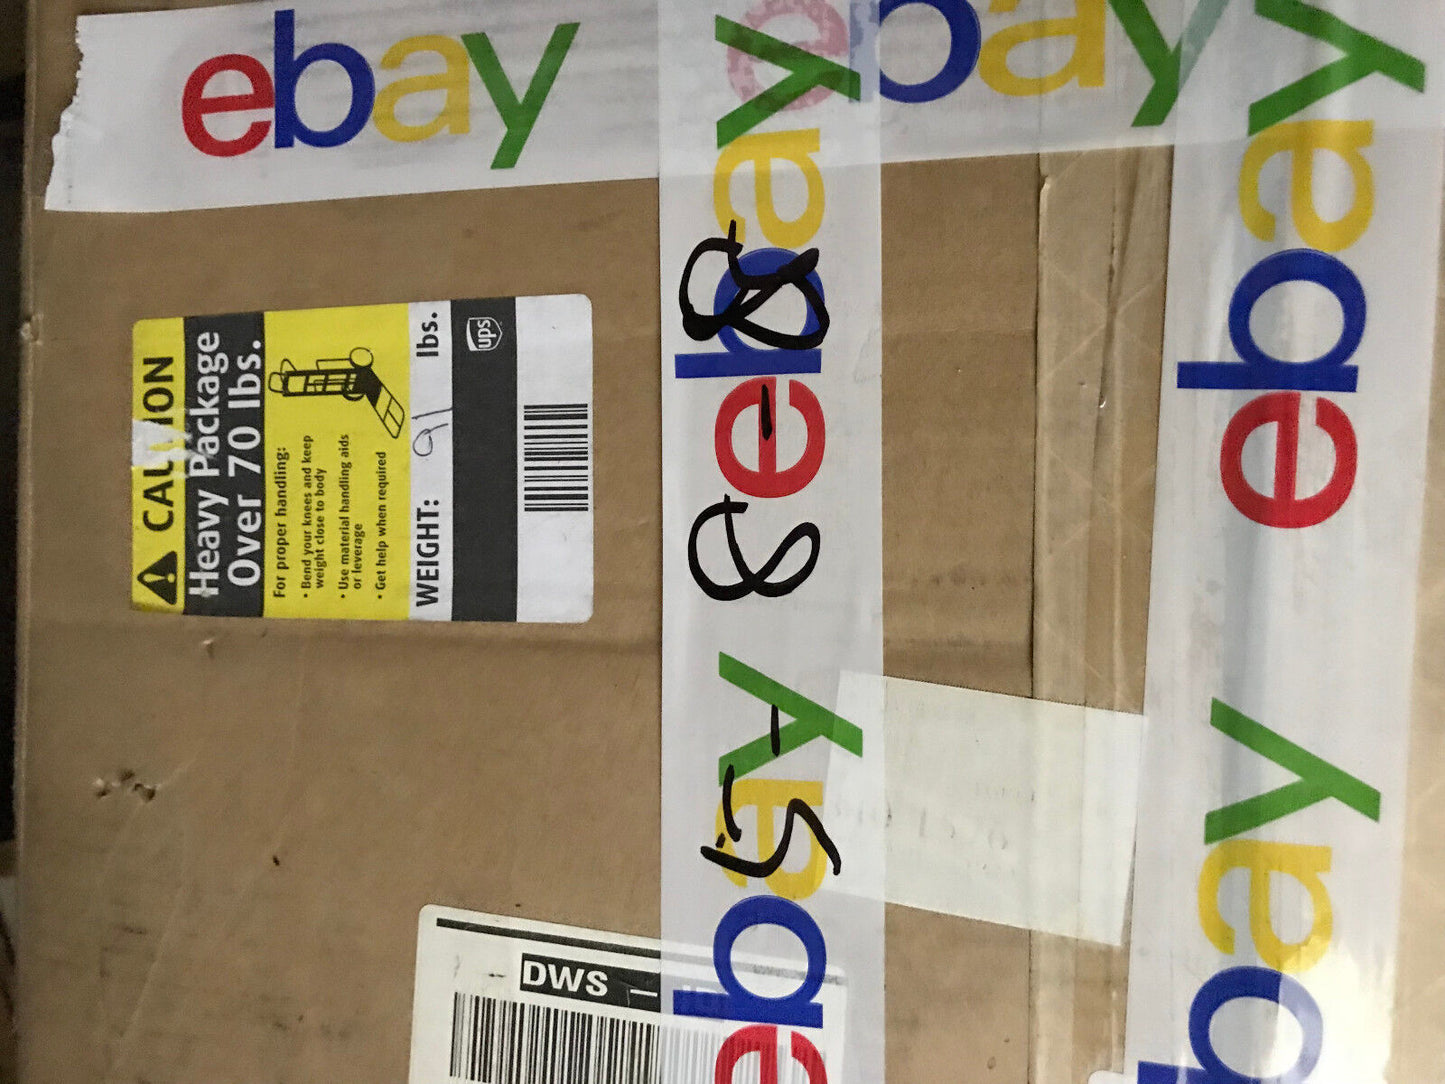 ebay
ebay
CAUTION
Heavy Package
Over 70 lbs.
For proper handling:
• Bend your knees and keep
weight close to body
• Use material handling aids
or leverage
• Get help when required
WEIGHT: 91 lbs.
ups
ebay ebay
5-8-8
ebay ebay
DWS –